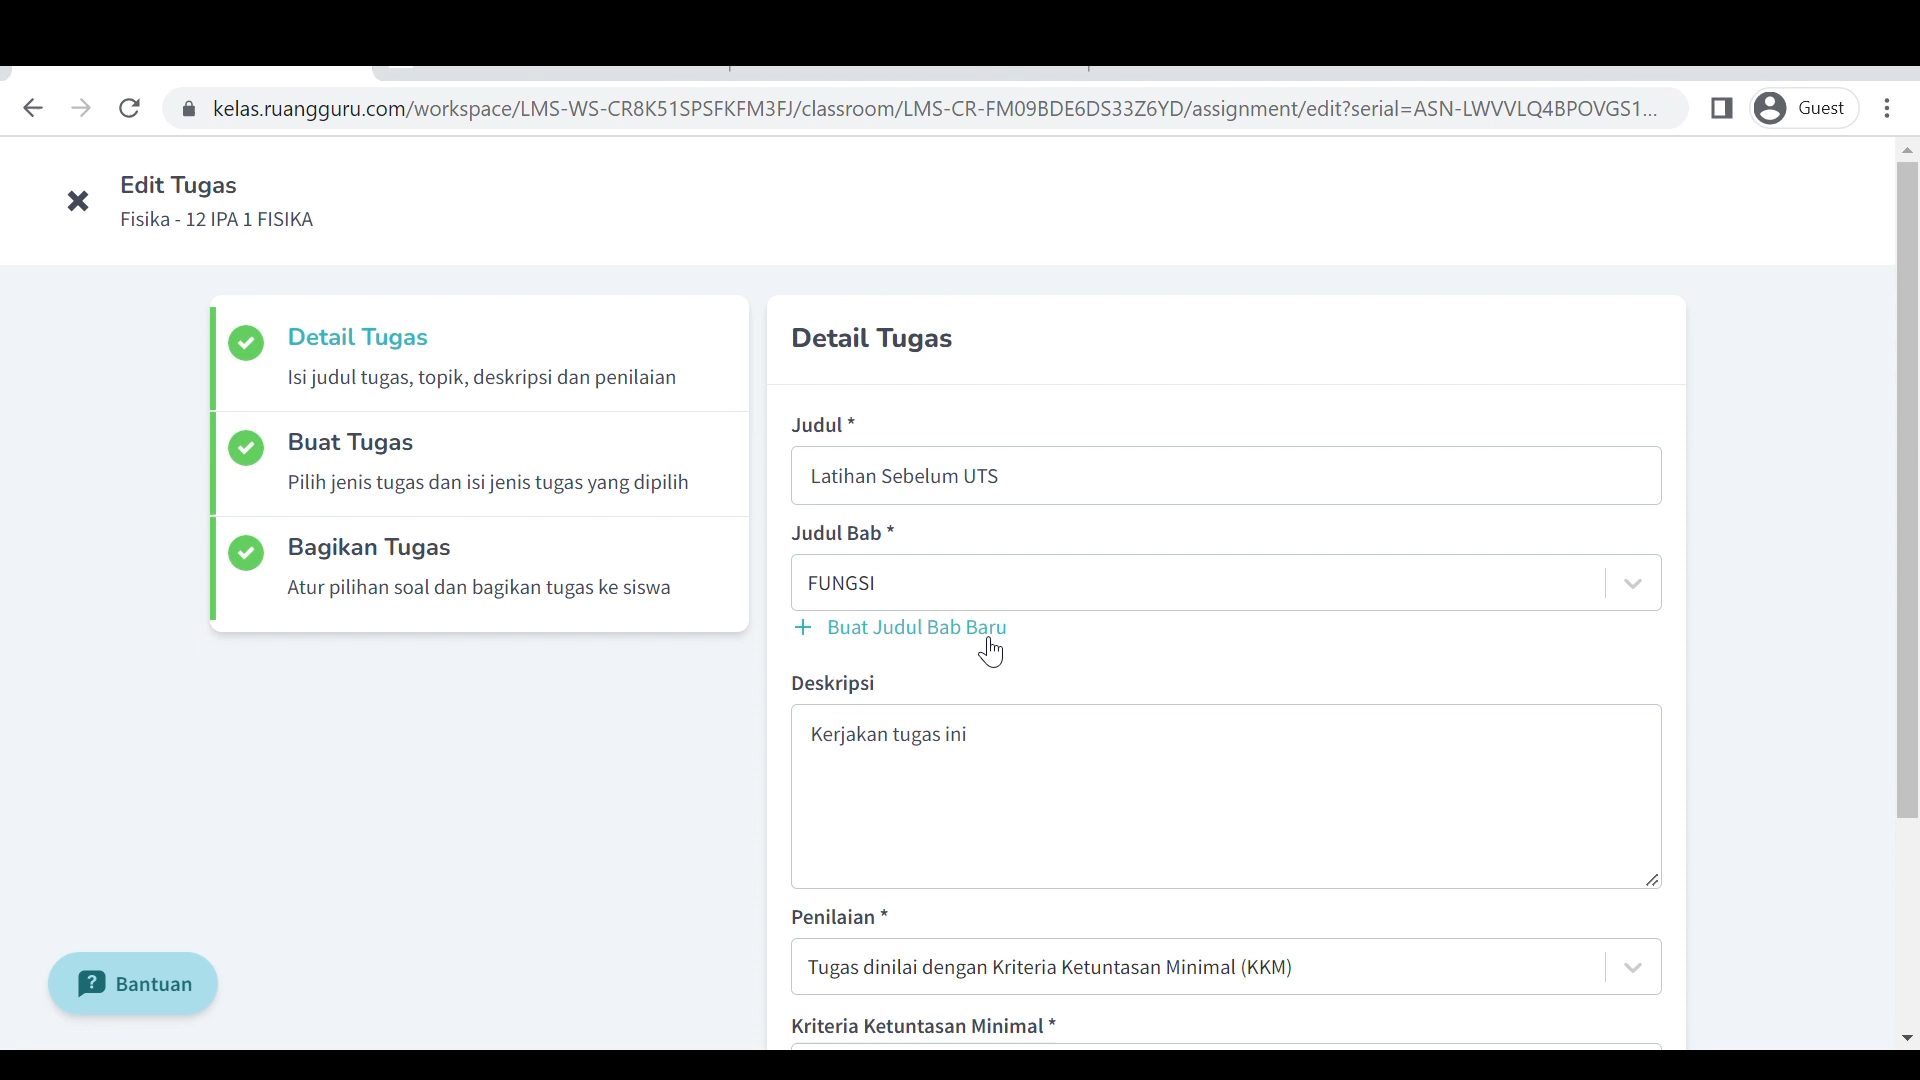 kelas.ruangguru.com/workspace/LMS-WS-CR8K51SPSFKFM3FJ/classroom/LMS-CR-FM09BDE6DS33Z6YD/assignment/edit?serial=ASN-LWVVLQ4BPOVGS1...
Guest
Edit Tugas
Fisika - 12 IPA 1 FISIKA
Detail Tugas
Isi judul tugas, topik, deskripsi dan penilaian
Buat Tugas
Pilih jenis tugas dan isi jenis tugas yang dipilih
Bagikan Tugas
Atur pilihan soal dan bagikan tugas ke siswa
Detail Tugas
Judul *
Latihan Sebelum UTS
Judul Bab *
FUNGSI
+ Buat Judul Bab Baru
Deskripsi
Kerjakan tugas ini
Penilaian *
Tugas dinilai dengan Kriteria Ketuntasan Minimal (KKM)
Kriteria Ketuntasan Minimal *
? Bantuan